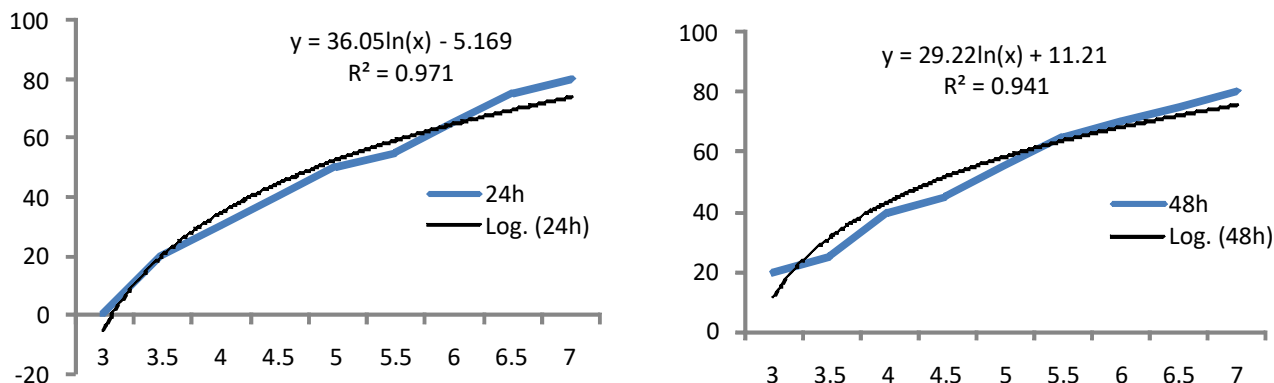 100
80
60
40
20
0
-20
y = 36.05ln(x) - 5.169
R² = 0.971
24h
Log. (24h)
3 3.5 4 4.5 5 5.5 6 6.5 7
100
80
60
40
20
0
y = 29.22ln(x) + 11.21
R² = 0.941
48h
Log. (48h)
3 3.5 4 4.5 5 5.5 6 6.5 7